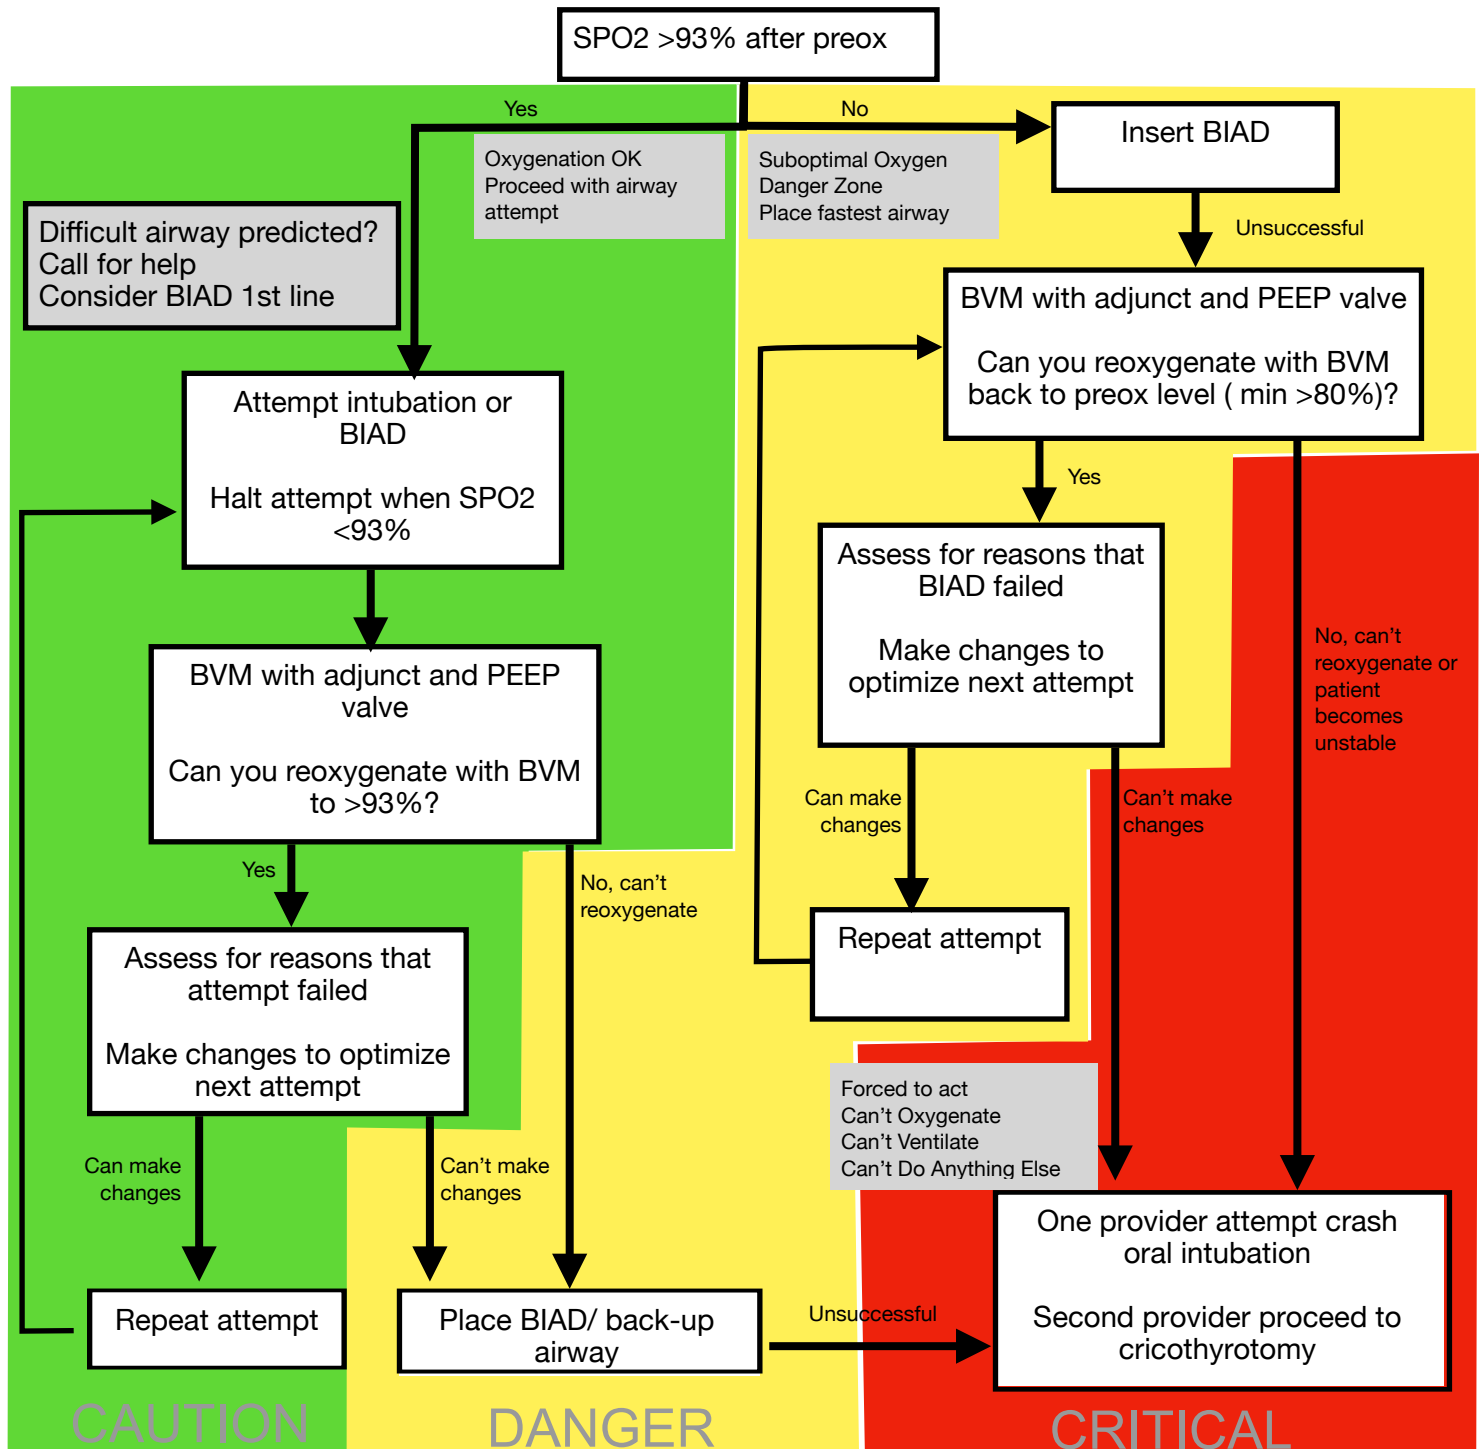 SPO2 >93% after preox
Yes
No
Insert BIAD
Oxygenation OK
Proceed with airway
attempt
Suboptimal Oxygen
Danger Zone
Place fastest airway
Difficult airway predicted?
Call for help
Consider BIAD 1st line
Unsuccessful
BVM with adjunct and PEEP valve
Can you reoxygenate with BVM
back to preox level ( min >80%)?
Attempt intubation or
BIAD
Halt attempt when SPO2
<93%
Yes
Assess for reasons that
BIAD failed
Make changes to
optimize next attempt
No, can’t
reoxygenate or
patient
becomes
unstable
BVM with adjunct and PEEP
valve
Can you reoxygenate with BVM
to >93%?
Can make
changes
Can’t make
changes
Yes
No, can’t
reoxygenate
Repeat attempt
Assess for reasons that
attempt failed
Make changes to optimize
next attempt
Forced to act
Can’t Oxygenate
Can’t Ventilate
Can’t Do Anything Else
Can make
changes
Can’t make
changes
One provider attempt crash
oral intubation
Second provider proceed to
cricothyrotomy
Repeat attempt
Place BIAD/ back-up
airway
Unsuccessful
CAUTION
DANGER
CRITICAL